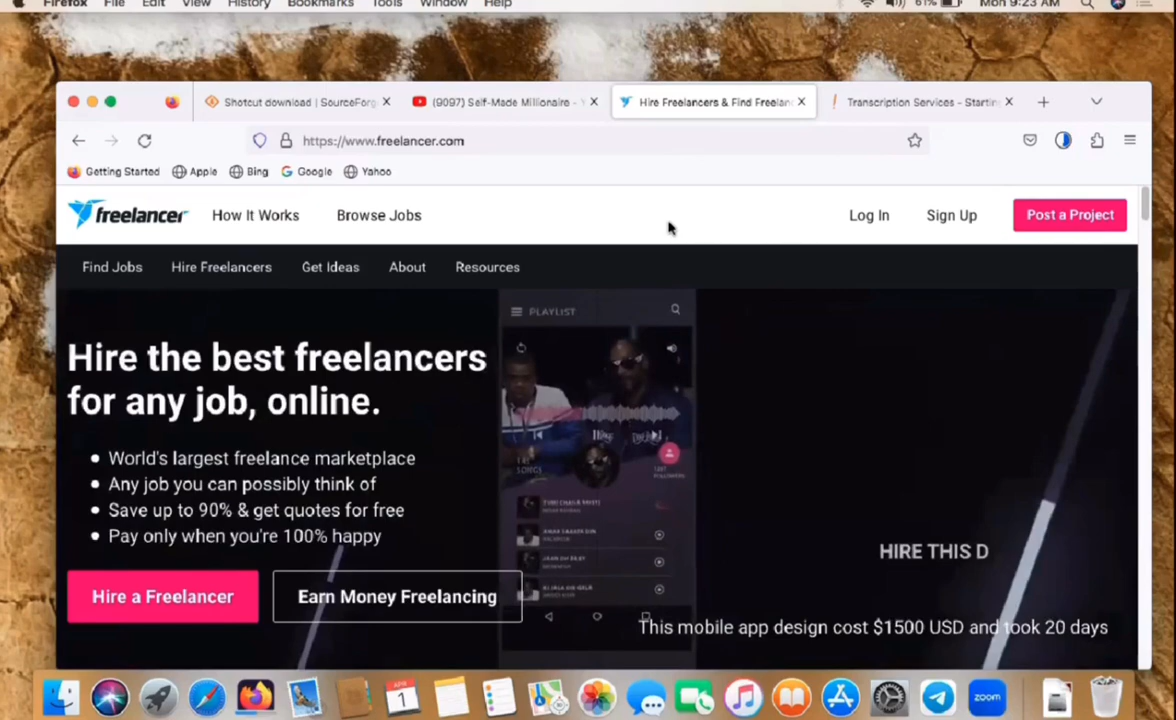 Firefox File Edit View History Bookmarks Tools Window Help 61% Mon 9:23 AM
Shotcut download | SourceForg
(9097) Self-Made Millionaire -
Hire Freelancers & Find Freelan
Transcription Services - Startin
https://www.freelancer.com
Getting Started Apple Bing Google Yahoo
freelancer How It Works Browse Jobs Log In Sign Up Post a Project
Find Jobs Hire Freelancers Get Ideas About Resources
PLAYLIST
Hire the best freelancers
for any job, online.
World's largest freelance marketplace
Any job you can possibly think of
Save up to 90% & get quotes for free
Pay only when you're 100% happy
SONGS
HIRE THIS D
Hire a Freelancer Earn Money Freelancing
This mobile app design cost $1500 USD and took 20 days
1
zoom